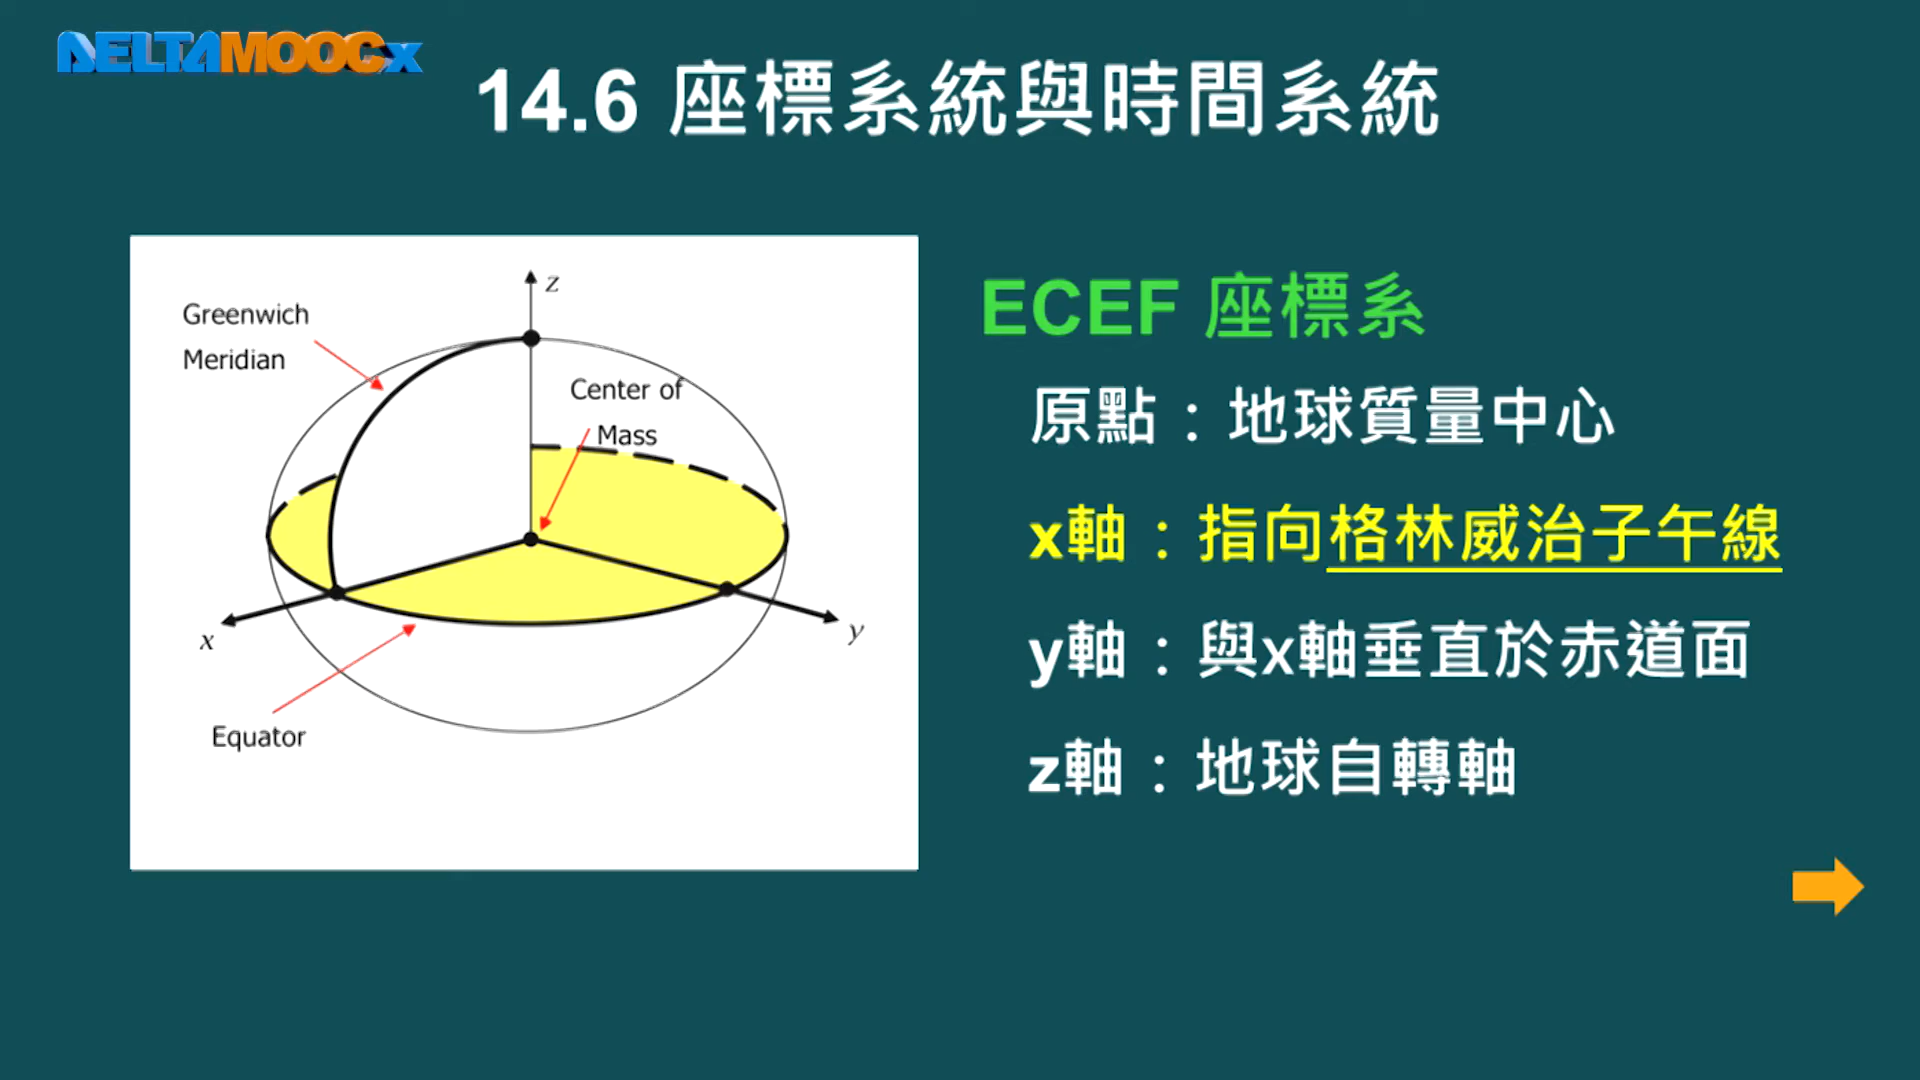 DELTAMOOCx
14.6 座標系統與時間系統
Greenwich
Meridian
z
Center of
Mass
x
y
Equator
ECEF 座標系
原點：地球質量中心
x軸：指向格林威治子午線
y軸：與x軸垂直於赤道面
z軸：地球自轉軸